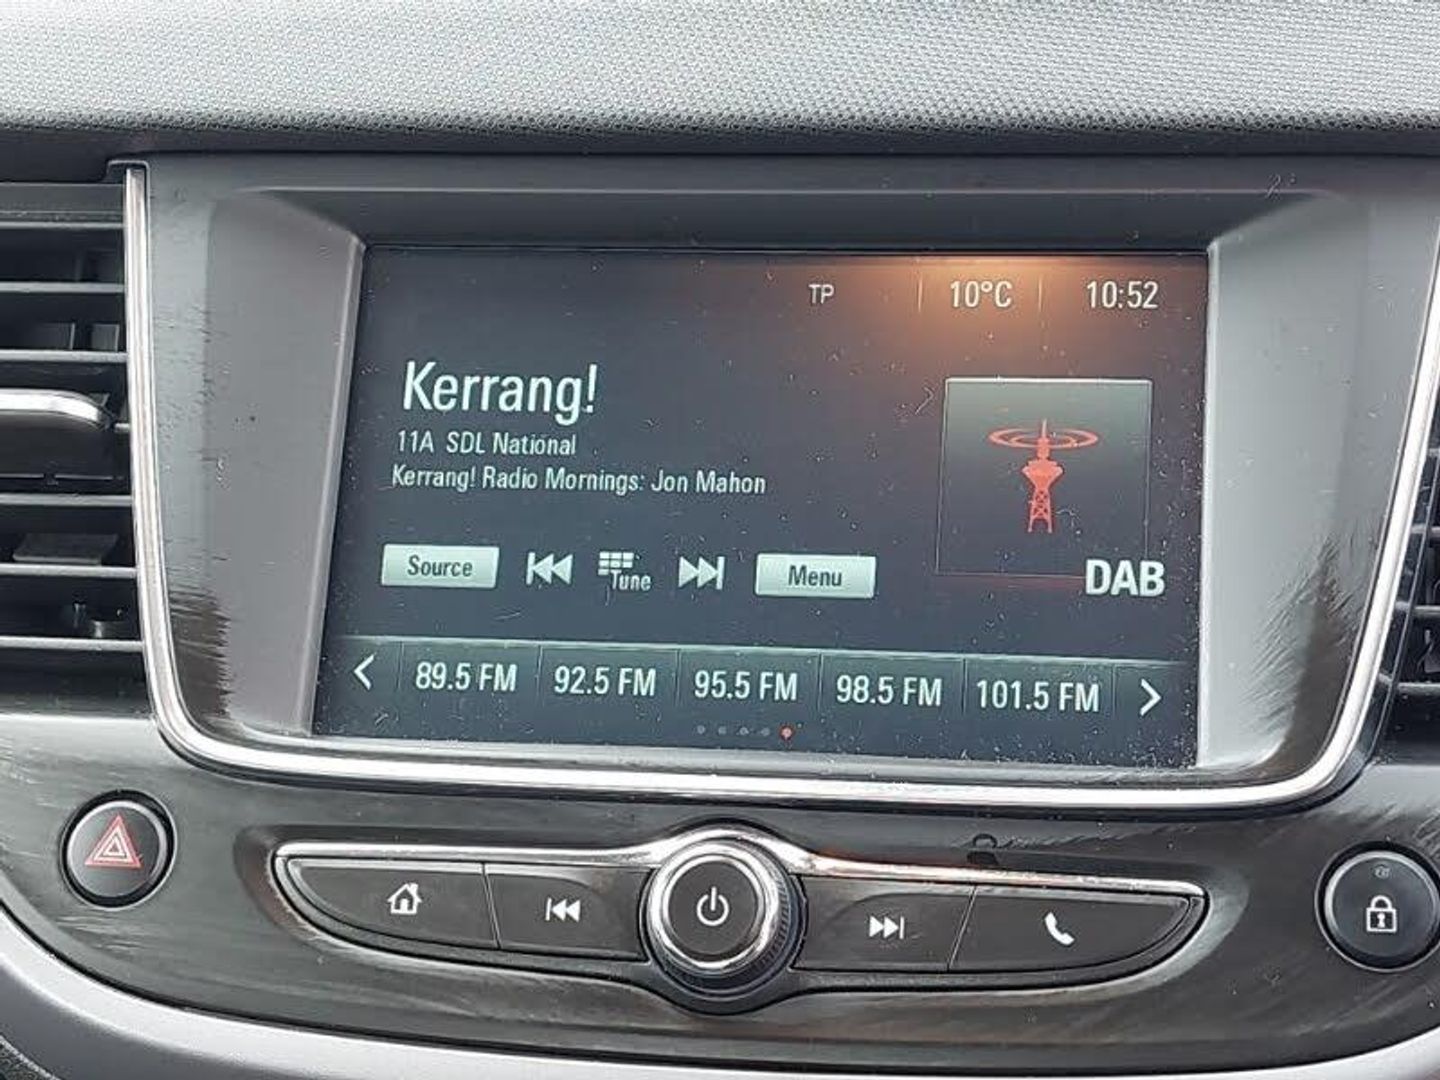 TP 10°C 10:52
Kerrang!
11A SDL National
Kerrang! Radio Mornings: Jon Mahon
Source Tune Menu
DAB
89.5 FM 92.5 FM 95.5 FM 98.5 FM 101.5 FM